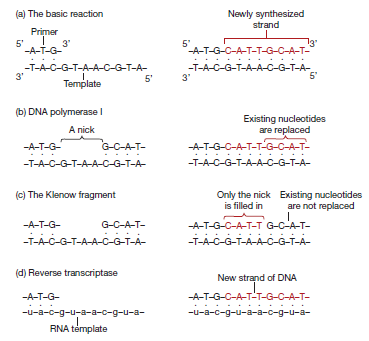 (a) The basic reaction
Newly synthesized
strand
Primer
5' 3'
-A-T-G-
-T-A-C-G-T-A-A-C-G-T-A-
3' 5'
Template
5' 3'
-A-T-G-C-A-T-T-G-C-A-T-
-T-A-C-G-T-A-A-C-G-T-A-
3' 5'
(b) DNA polymerase I
Existing nucleotides
are replaced
A nick
-A-T-G- G-C-A-T-
-T-A-C-G-T-A-A-C-G-T-A-
-A-T-G-C-A-T-T-G-C-A-T-
-T-A-C-G-T-A-A-C-G-T-A-
(c) The Klenow fragment
Only the nick
is filled in
Existing nucleotides
are not replaced
-A-T-G- G-C-A-T-
-T-A-C-G-T-A-A-C-G-T-A-
-A-T-G-C-A-T-T G-C-A-T-
-T-A-C-G-T-A-A-C-G-T-A-
(d) Reverse transcriptase
New strand of DNA
-A-T-G-
-u-a-c-g-u-a-a-c-g-u-a-
RNA template
-A-T-G-C-A-T-T-G-C-A-T-
-u-a-c-g-u-a-a-c-g-u-a-